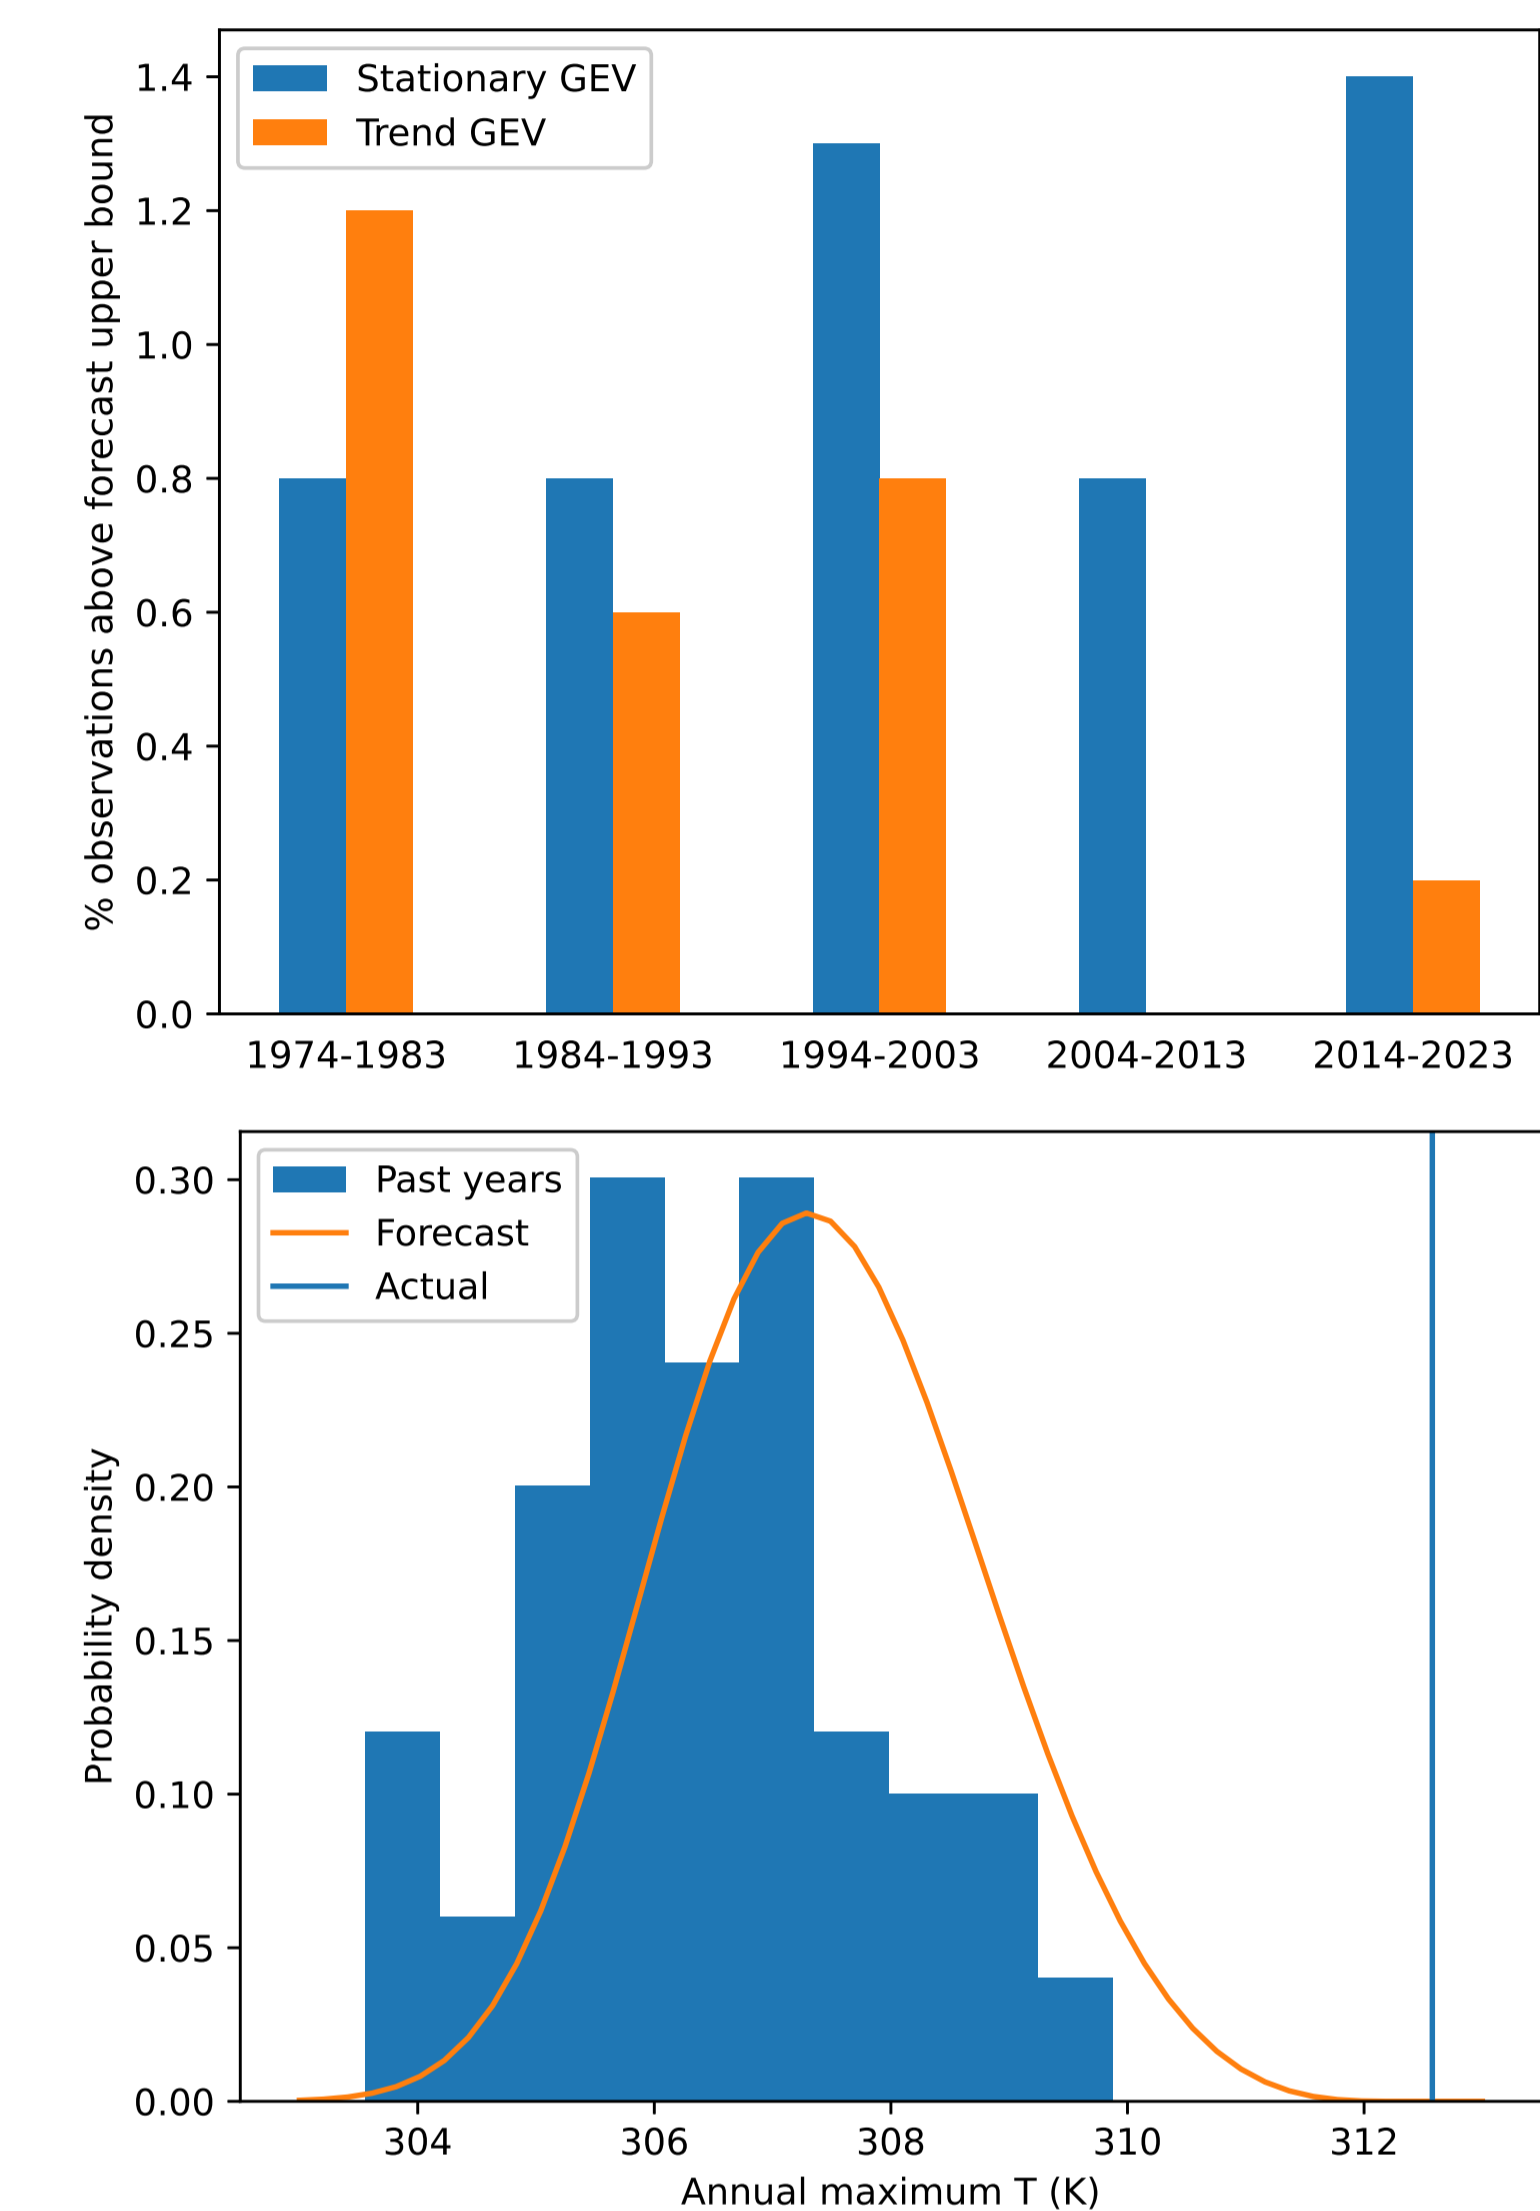 Stationary GEV
Trend GEV
% observations above forecast upper bound
1.4
1.2
1.0
0.8
0.6
0.4
0.2
0.0
1974-1983 1984-1993 1994-2003 2004-2013 2014-2023
Past years
Forecast
Actual
Probability density
0.30
0.25
0.20
0.15
0.10
0.05
0.00
304 306 308 310 312
Annual maximum T (K)